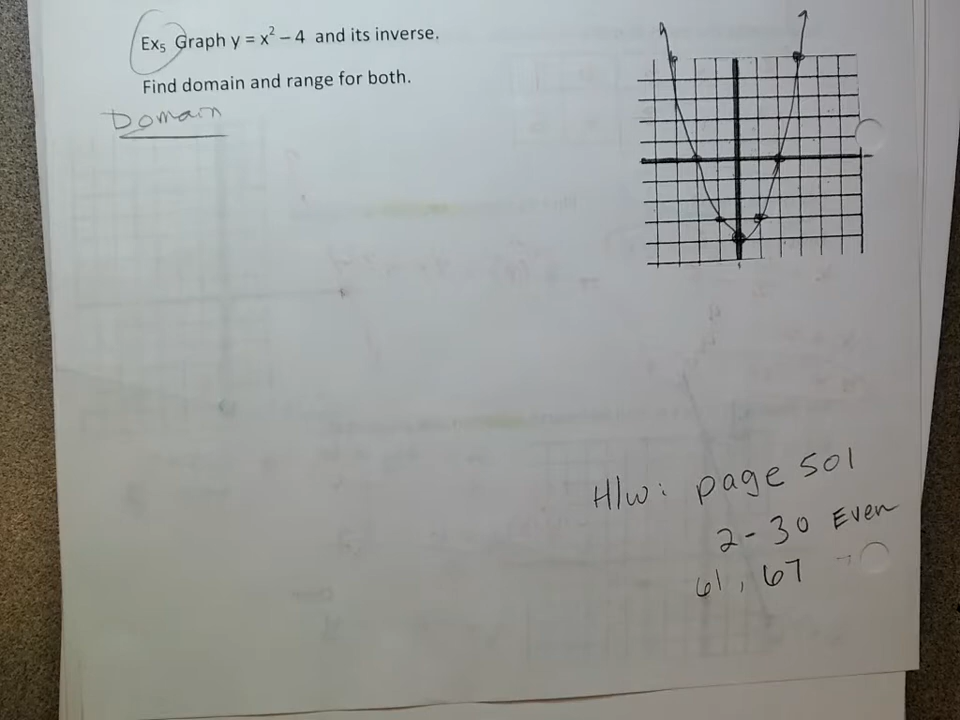 Ex₅ Graph y = x² – 4 and its inverse.
Find domain and range for both.
Domain
H/w: page 501
2 - 30 Even
61, 67